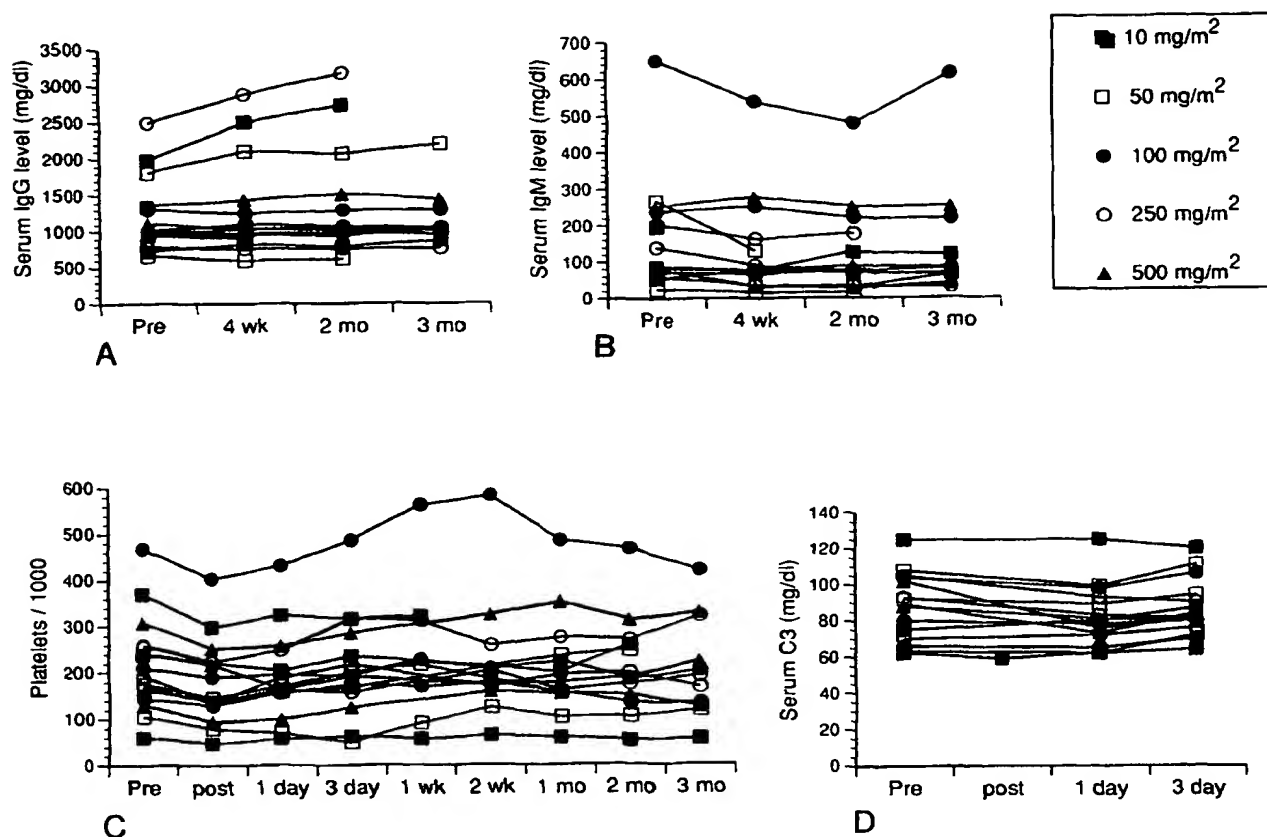 3500
3000
2500
2000
1500
1000
500
0
Serum IgG level (mg/dl)
Pre 4 wk 2 mo 3 mo
A
700
600
500
400
300
200
100
0
Serum IgM level (mg/dl)
Pre 4 wk 2 mo 3 mo
B
10 mg/m²
50 mg/m²
100 mg/m²
250 mg/m²
500 mg/m²
600
500
400
300
200
100
0
Platelets / 1000
Pre post 1 day 3 day 1 wk 2 wk 1 mo 2 mo 3 mo
C
140
120
100
80
60
40
20
0
Serum C3 (mg/dl)
Pre post 1 day 3 day
D